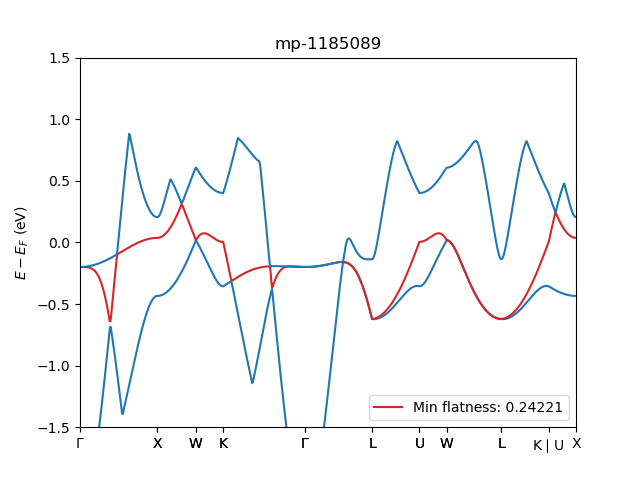 mp-1185089
E − E_F (eV)
1.5
1.0
0.5
0.0
−0.5
−1.0
−1.5
Min flatness: 0.24221
Γ X W K Γ L U W L K | U X